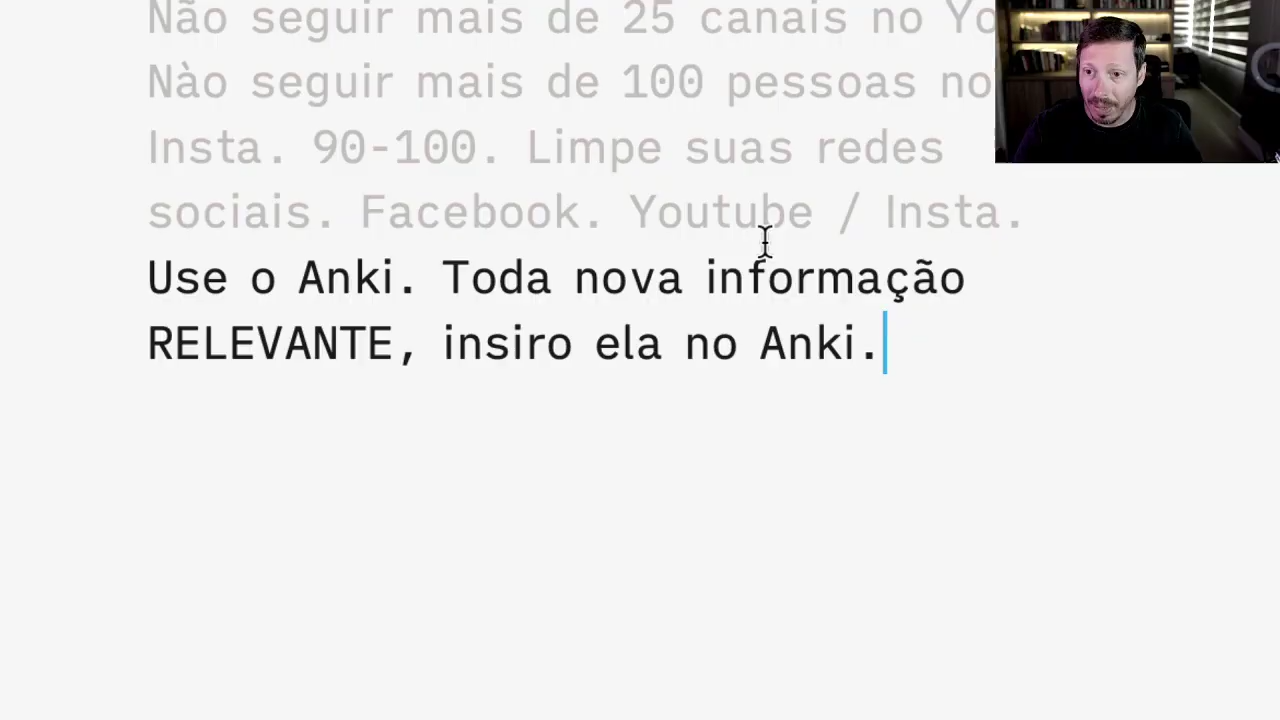 Não seguir mais de 25 canais no Yo
Nào seguir mais de 100 pessoas no
Insta. 90-100. Limpe suas redes
sociais. Facebook. Youtube / Insta.
Use o Anki. Toda nova informação
RELEVANTE, insiro ela no Anki.